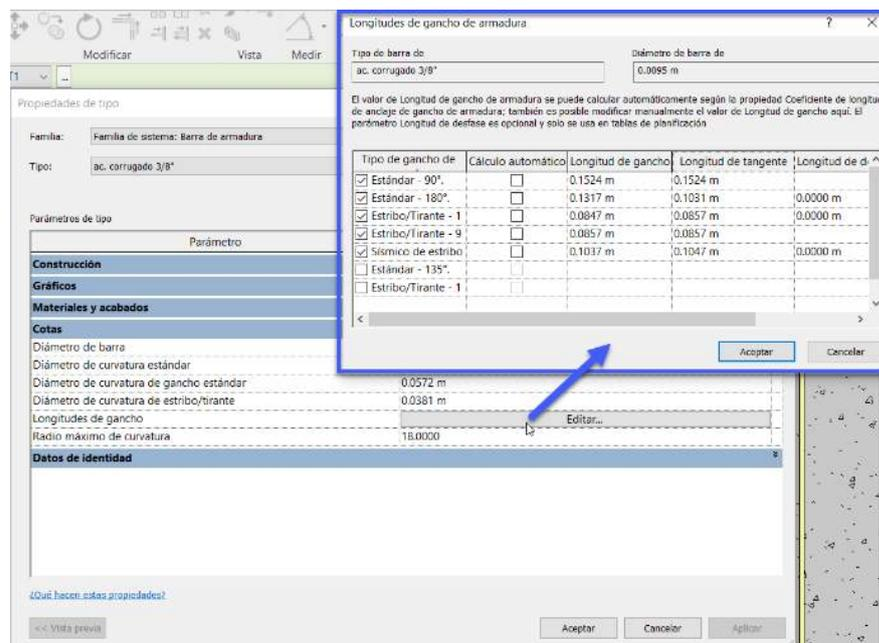 Modificar
Vista
Medir
Propiedades de tipo
Familia:
Familia de sistema: Barra de armadura
Tipo:
ac. corrugado 3/8"
Parámetros de tipo
Parámetro
Construcción
Gráficos
Materiales y acabados
Cotas
Diámetro de barra
Diámetro de curvatura estándar
Diámetro de curvatura de gancho estándar 0.0572 m
Diámetro de curvatura de estribo/tirante 0.0381 m
Longitudes de gancho Editar...
Radio máximo de curvatura 18.0000
Datos de identidad
¿Qué hacen estas propiedades?
<< Vista previa Aceptar Cancelar Aplicar
Longitudes de gancho de armadura ? ×
Tipo de barra de Diámetro de barra de
ac. corrugado 3/8" 0.0095 m
El valor de Longitud de gancho de armadura se puede calcular automáticamente según la propiedad Coeficiente de longitu
de anclaje de gancho de armadura; también es posible modificar manualmente el valor de Longitud de gancho aquí. El
parámetro Longitud de desfase es opcional y solo se usa en tablas de planificación
Tipo de gancho de Cálculo automático Longitud de gancho Longitud de tangente Longitud de d
Estándar - 90°. 0.1524 m 0.1524 m
Estándar - 180°. 0.1317 m 0.1031 m 0.0000 m
Estribo/Tirante - 1 0.0847 m 0.0857 m 0.0000 m
Estribo/Tirante - 9 0.0857 m 0.0857 m
Sísmico de estribo 0.1037 m 0.1047 m 0.0000 m
Estándar - 135°.
Estribo/Tirante - 1
Aceptar Cancelar